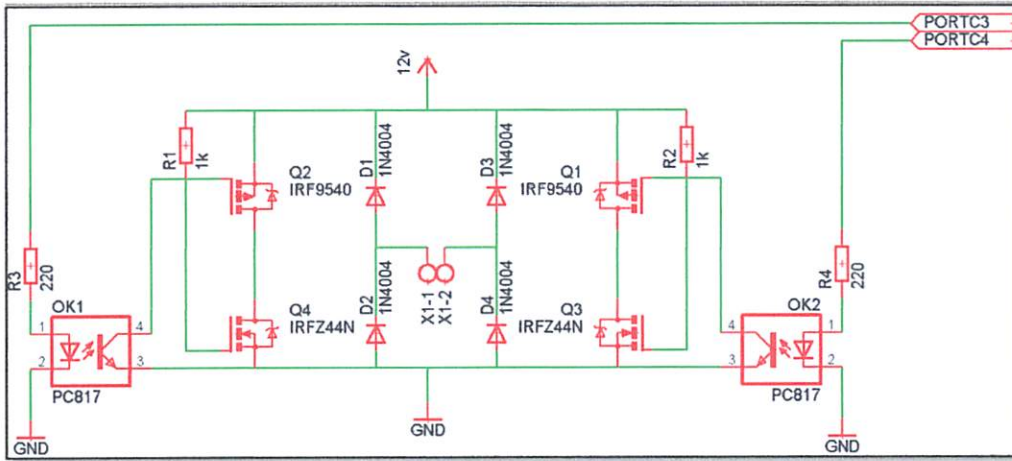 PORTC3
PORTC4
12v
R1
1k
Q2
IRF9540
D1
1N4004
D3
1N4004
Q1
IRF9540
R2
1k
R3
220
R4
220
OK1
1
2
4
3
PC817
Q4
IRFZ44N
D2
1N4004
X1-1
X1-2
D4
1N4004
Q3
IRFZ44N
OK2
4
3
1
2
PC817
GND
GND
GND